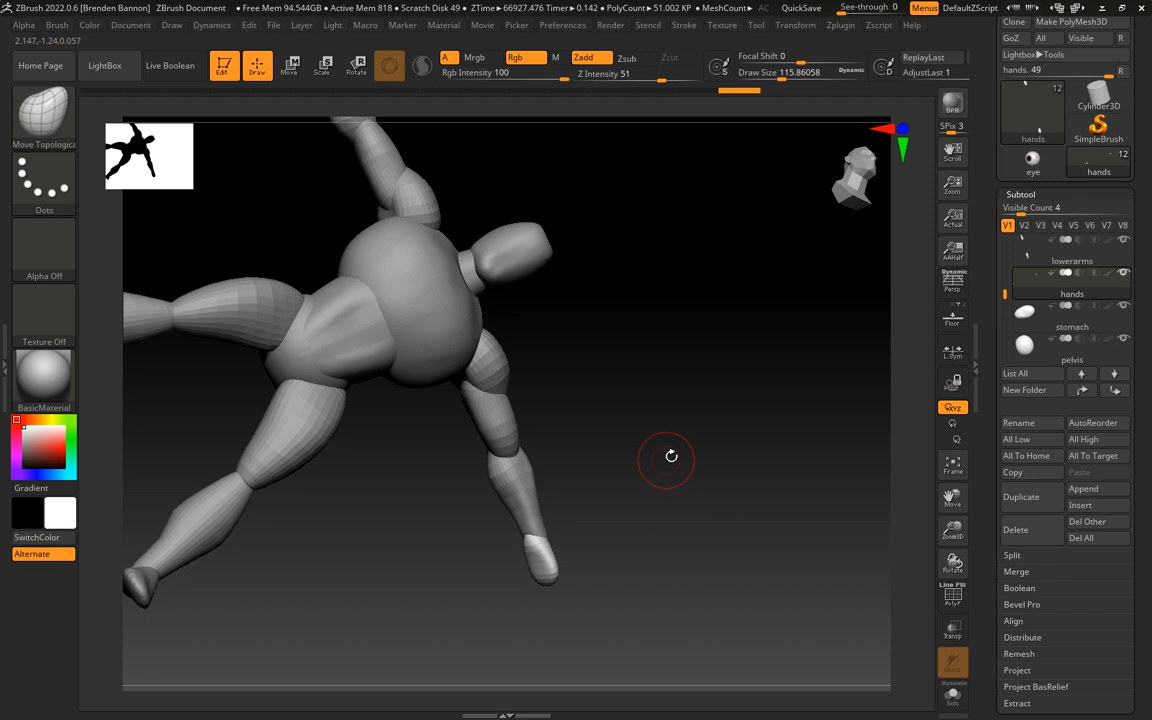 ZBrush 2022.0.6 [Brenden Bannon] ZBrush Document ● Free Mem 94.544GB ● Active Mem 818 ● Scratch Disk 49 ● ZTime▸66927.476 Timer▸0.142 ● PolyCount▸51.002 KP ● MeshCount▸ AC QuickSave See-through 0 Menus DefaultZScript
Alpha Brush Color Document Draw Dynamics Edit File Layer Light Macro Marker Material Movie Picker Preferences Render Stencil Stroke Texture Tool Transform Zplugin Zscript Help
2.147,-1.24,0.057
Home Page LightBox Live Boolean Edit Draw Move Scale Rotate A Mrgb Rgb M Zadd Zsub Zcut Focal Shift 0 ReplayLast
Rgb Intensity 100 Z Intensity 51 Draw Size 115.86058 Dynamic AdjustLast 1
S
D
Move Topologica
Dots
Alpha Off
Texture Off
BasicMaterial
Gradient
SwitchColor
Alternate
BPR
SPix 3
Scroll
Zoom
Actual
AAHalf
Dynamic
Persp
Floor
L.Sym
XYZ
Frame
Move
Zoom3D
Rotate
Line Fill
PolyF
Transp
Ghost
Dynamic
Solo
Clone Make PolyMesh3D
GoZ All Visible R
Lightbox▸Tools
hands. 49 R
12
Cylinder3D
hands SimpleBrush
12
eye hands
Subtool
Visible Count 4
V1 V2 V3 V4 V5 V6 V7 V8
lowerarms
hands
stomach
pelvis
List All
New Folder
Rename AutoReorder
All Low All High
All To Home All To Target
Copy Paste
Duplicate Append
Insert
Delete Del Other
Del All
Split
Merge
Boolean
Bevel Pro
Align
Distribute
Remesh
Project
Project BasRelief
Extract